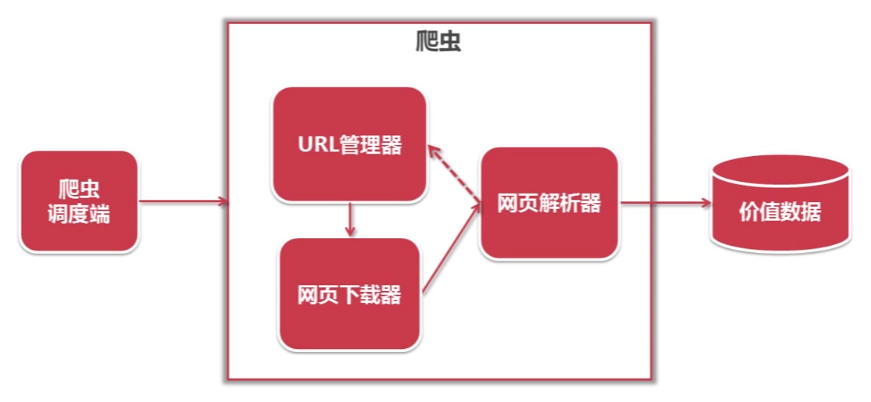 爬虫
URL管理器
爬虫
调度端
网页解析器
价值数据
网页下载器